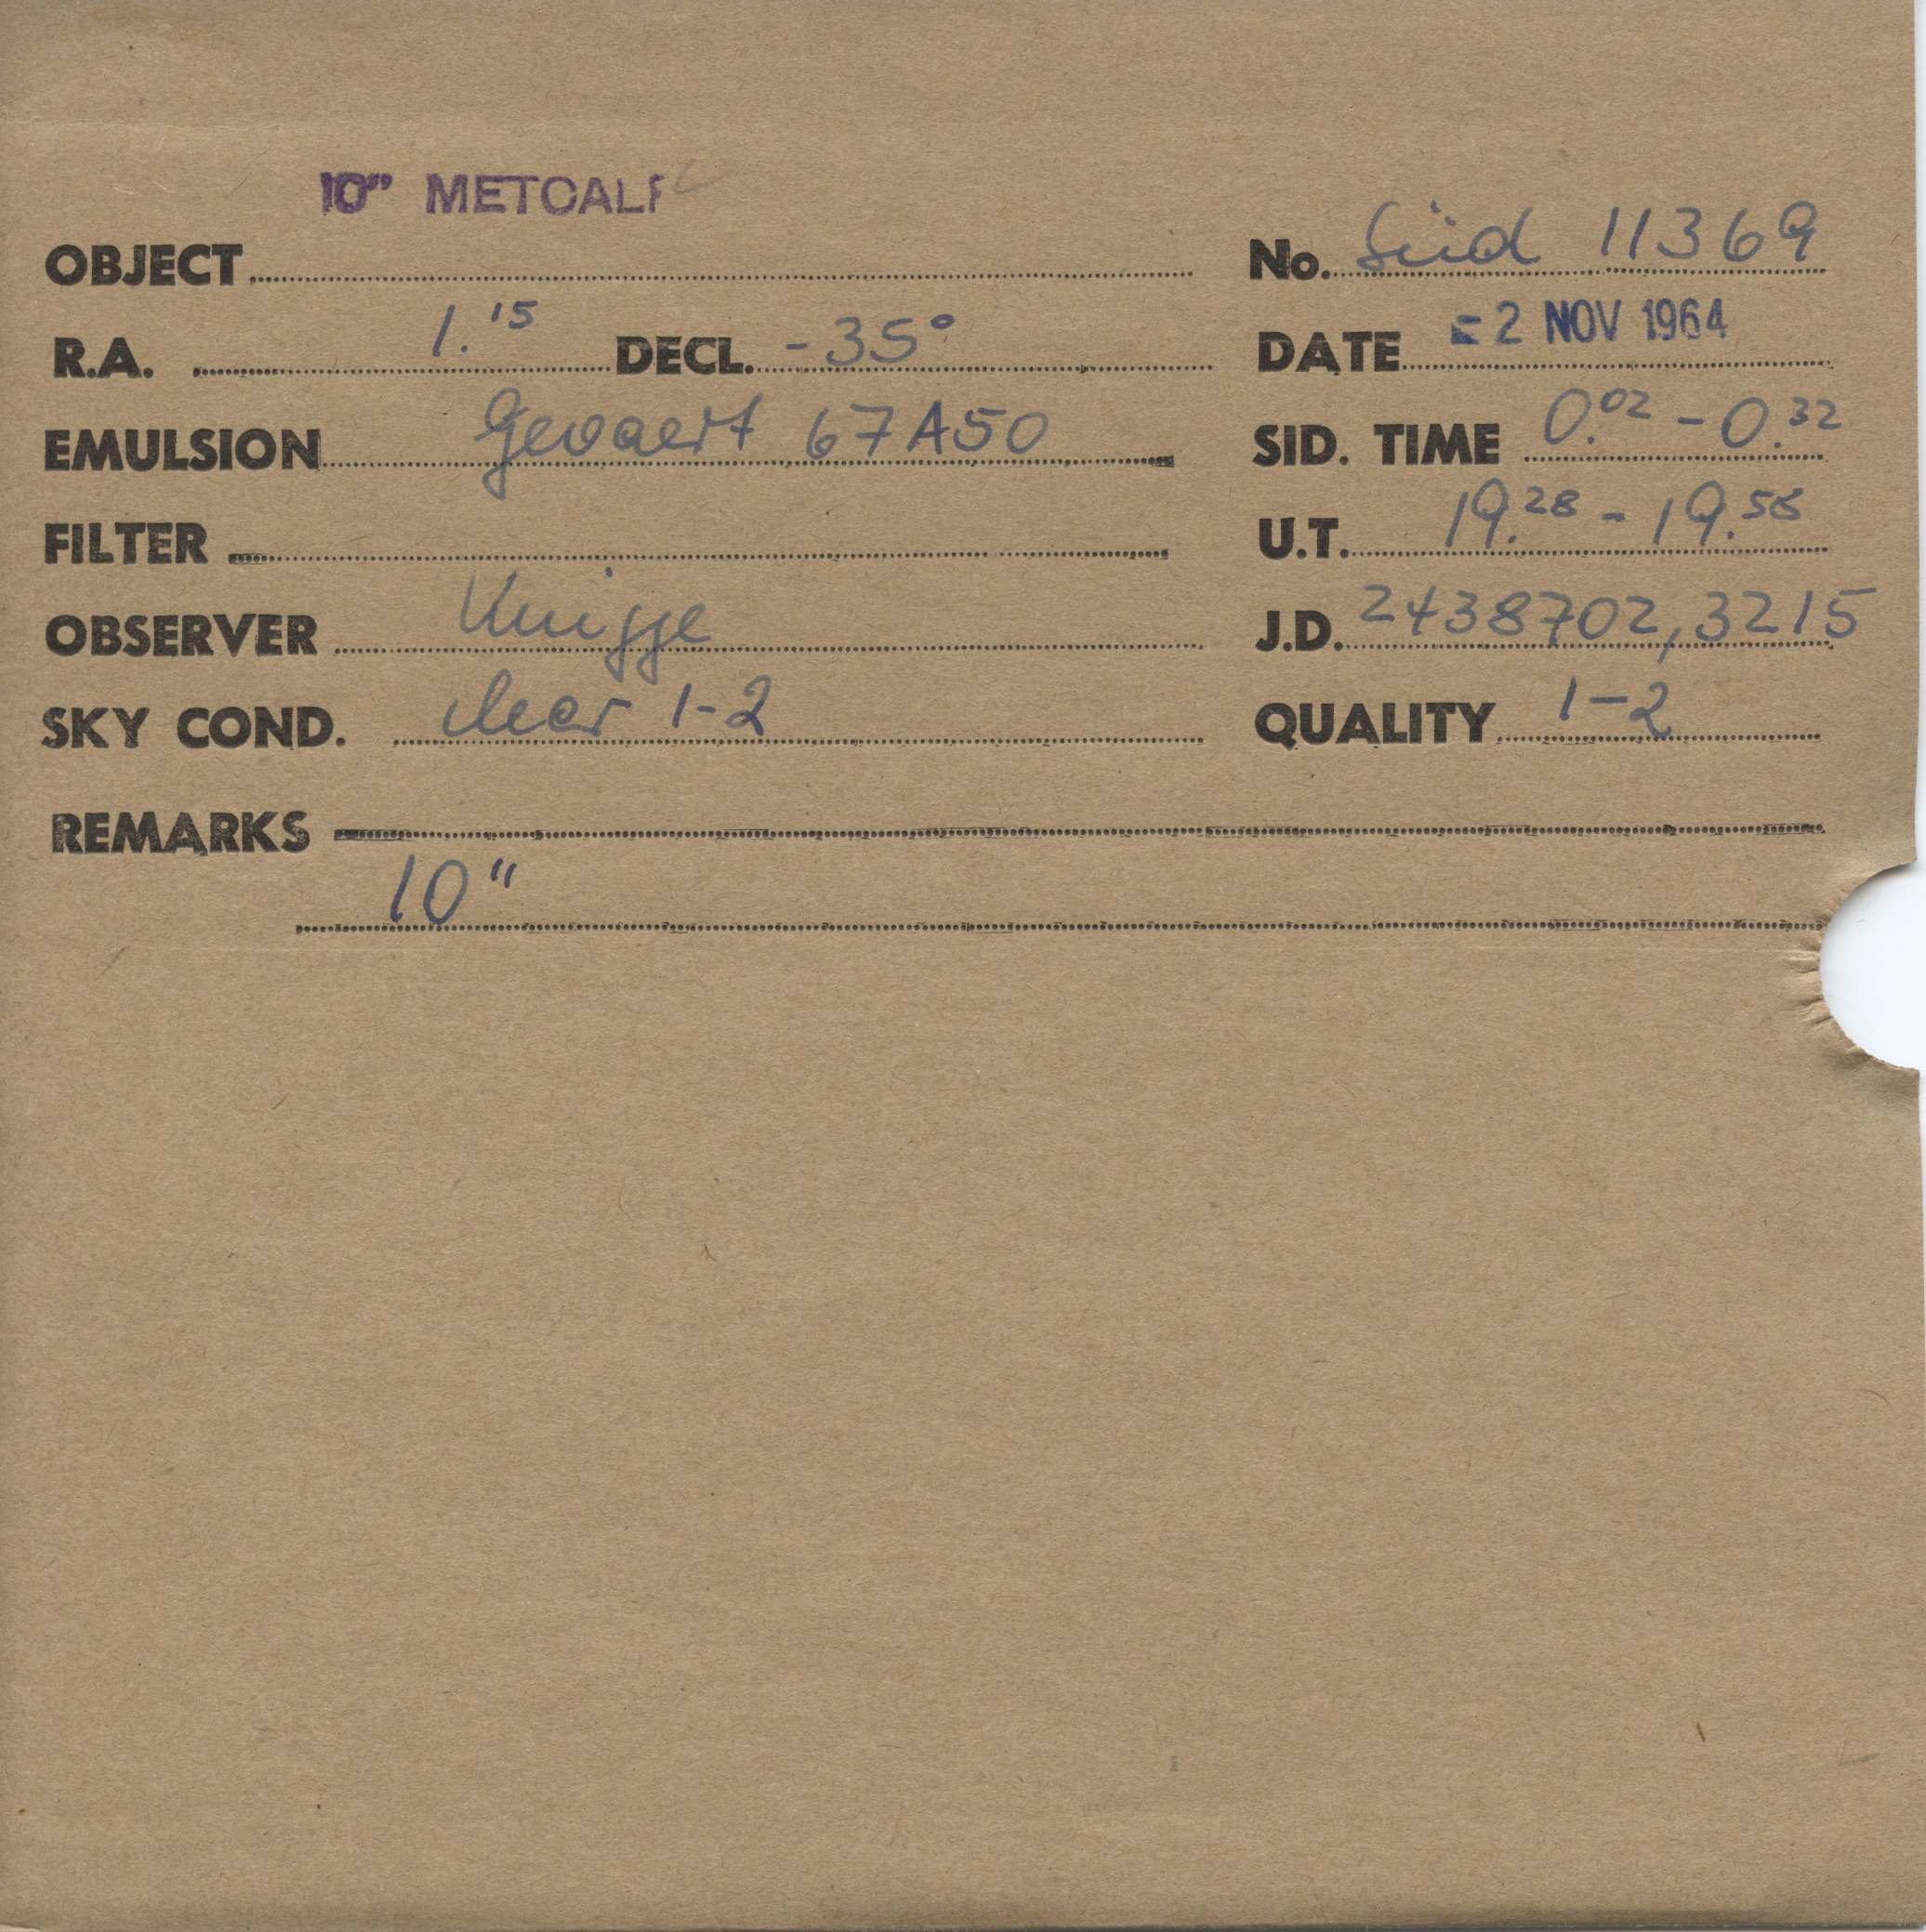 10" METCALF
OBJECT No. Süd 11369
R.A. 1.15 DECL. -35° DATE - 2 NOV 1964
EMULSION Gevaert 67A50 SID. TIME 0.02 - 0.32
FILTER U.T. 19.28 - 19.58
OBSERVER Knigge J.D. 2438702,3215
SKY COND. clear 1-2 QUALITY 1-2
REMARKS
10"